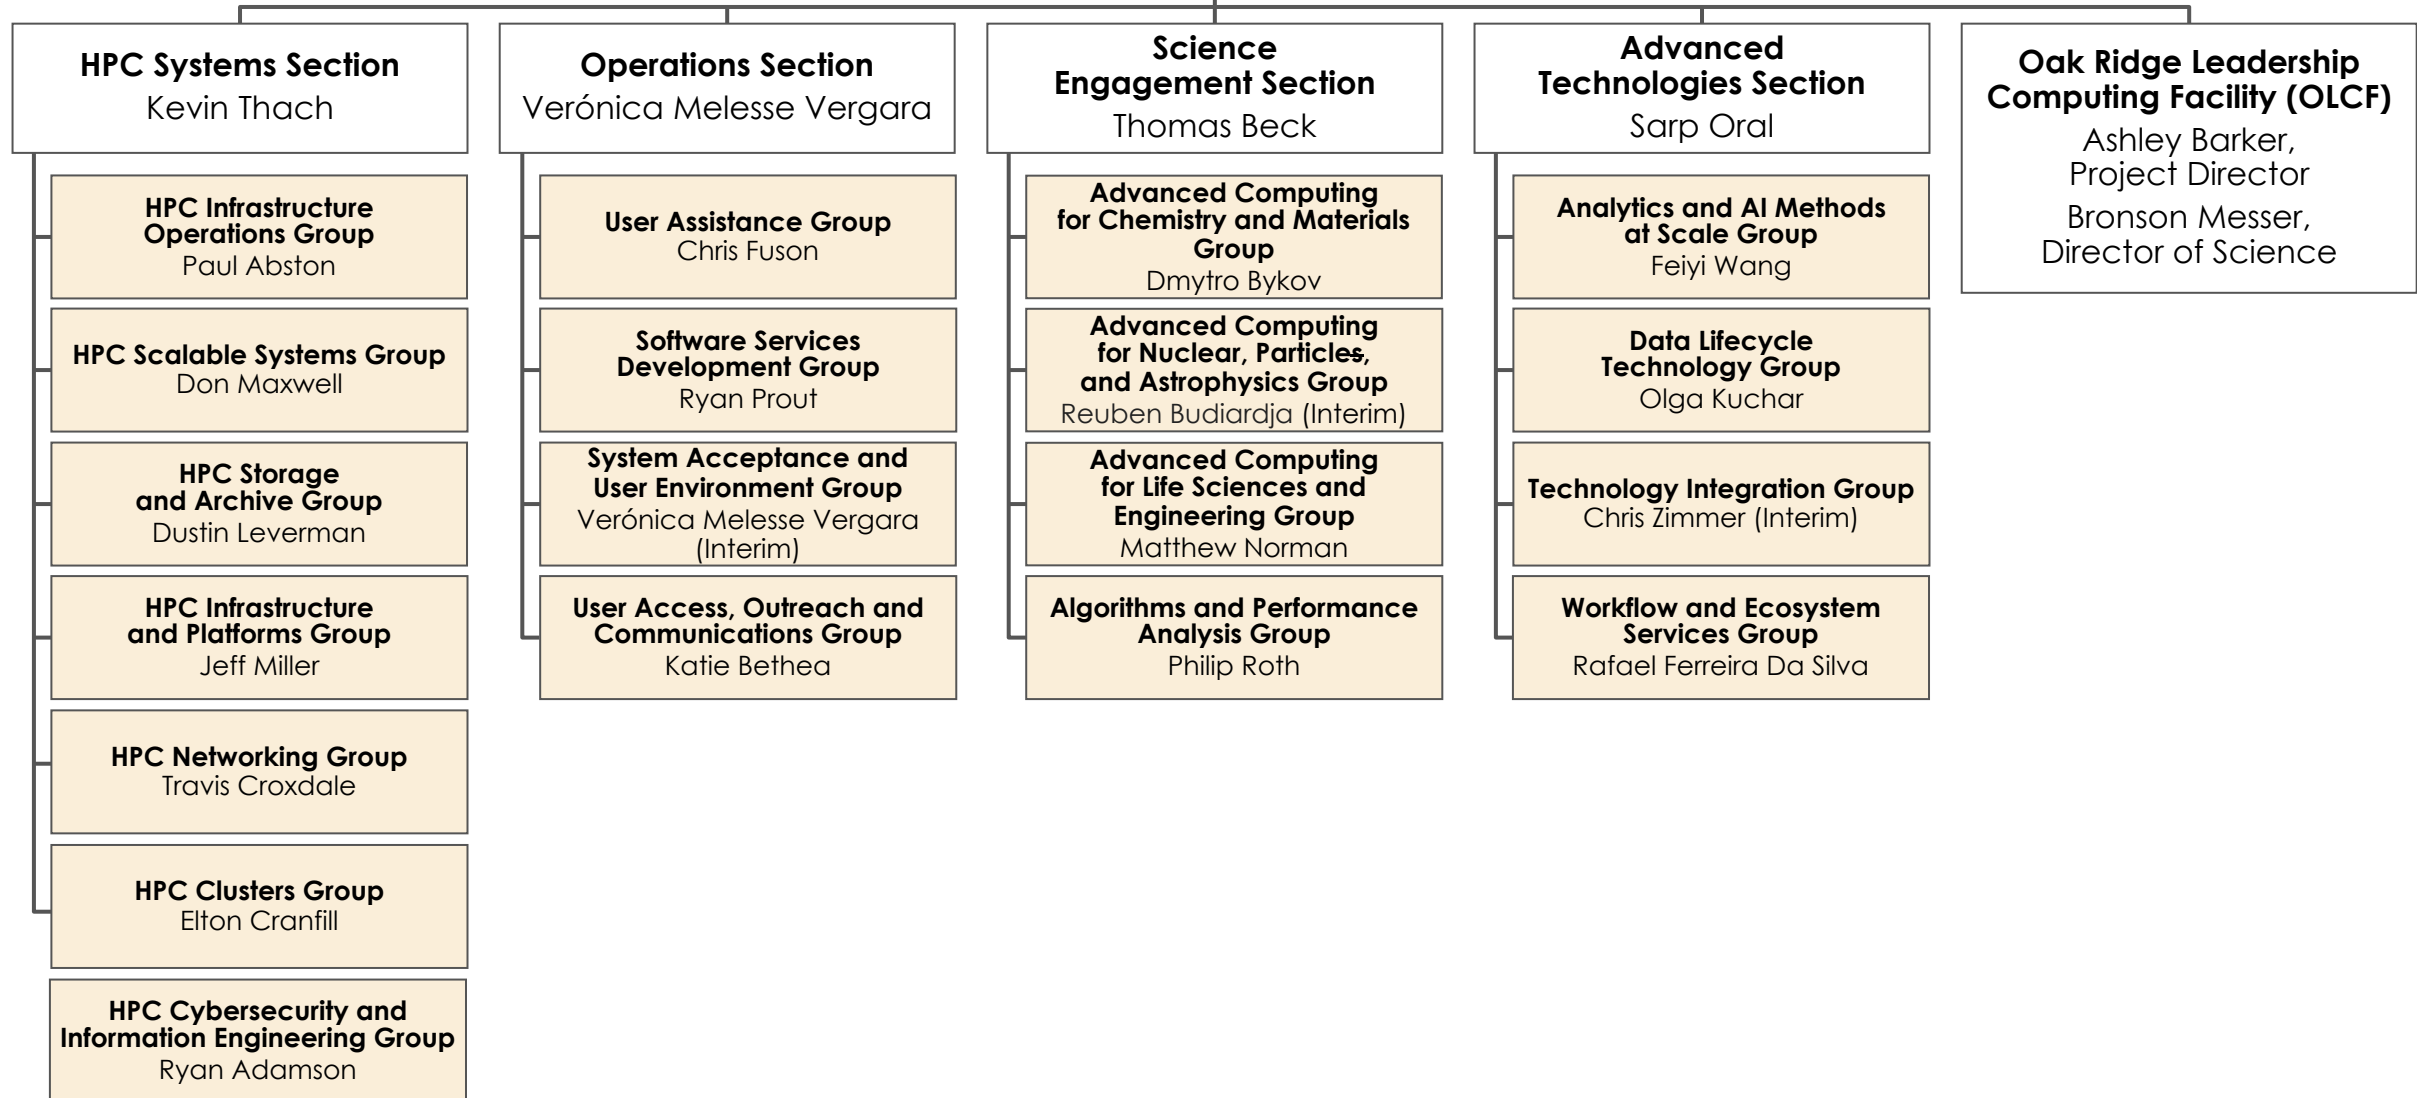 HPC Systems Section
Kevin Thach
HPC Infrastructure
Operations Group
Paul Abston
HPC Scalable Systems Group
Don Maxwell
HPC Storage
and Archive Group
Dustin Leverman
HPC Infrastructure
and Platforms Group
Jeff Miller
HPC Networking Group
Travis Croxdale
HPC Clusters Group
Elton Cranfill
HPC Cybersecurity and
Information Engineering Group
Ryan Adamson
Operations Section
Verónica Melesse Vergara
User Assistance Group
Chris Fuson
Software Services
Development Group
Ryan Prout
System Acceptance and
User Environment Group
Verónica Melesse Vergara
(Interim)
User Access, Outreach and
Communications Group
Katie Bethea
Science
Engagement Section
Thomas Beck
Advanced Computing
for Chemistry and Materials
Group
Dmytro Bykov
Advanced Computing
for Nuclear, Particles,
and Astrophysics Group
Reuben Budiardja (Interim)
Advanced Computing
for Life Sciences and
Engineering Group
Matthew Norman
Algorithms and Performance
Analysis Group
Philip Roth
Advanced
Technologies Section
Sarp Oral
Analytics and AI Methods
at Scale Group
Feiyi Wang
Data Lifecycle
Technology Group
Olga Kuchar
Technology Integration Group
Chris Zimmer (Interim)
Workflow and Ecosystem
Services Group
Rafael Ferreira Da Silva
Oak Ridge Leadership
Computing Facility (OLCF)
Ashley Barker,
Project Director
Bronson Messer,
Director of Science